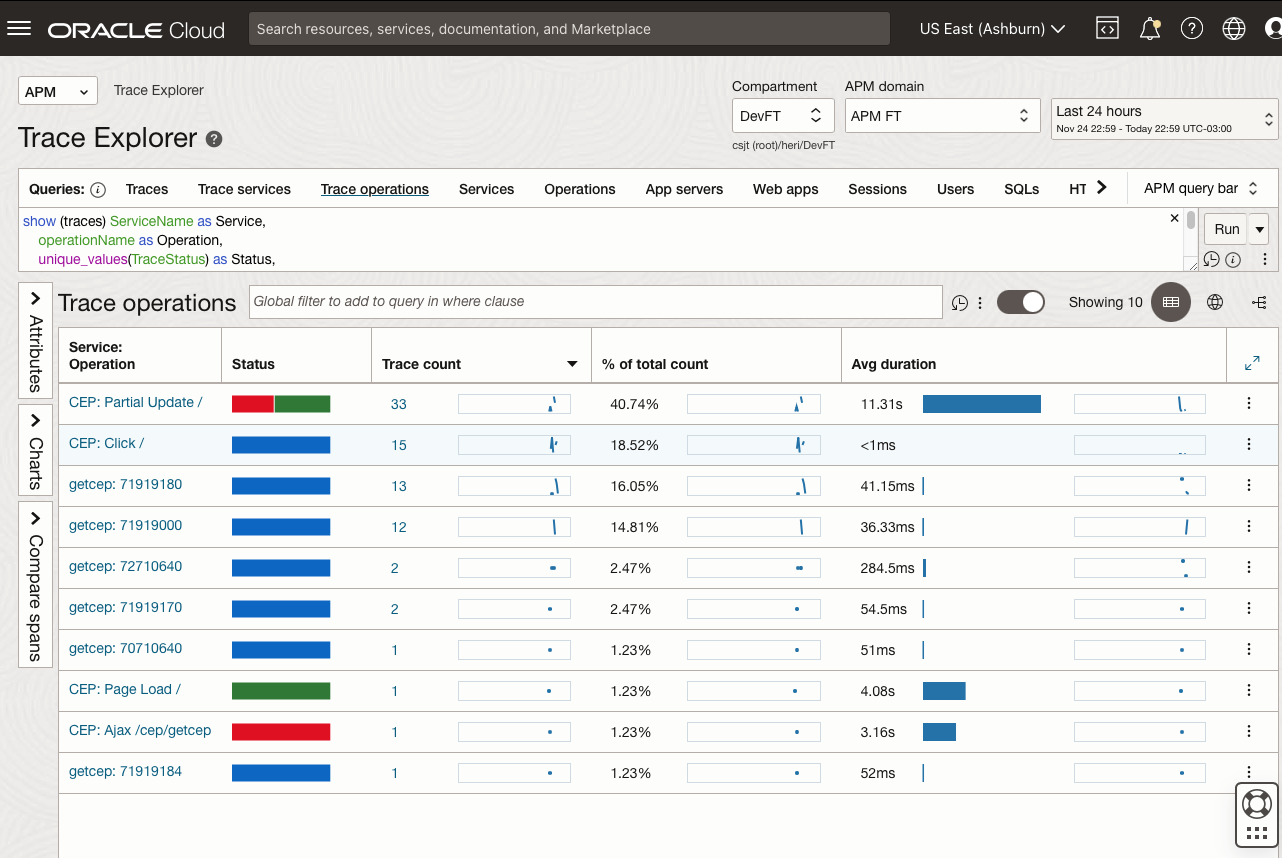 ORACLE Cloud
Search resources, services, documentation, and Marketplace
US East (Ashburn)
APM
Trace Explorer
Compartment
APM domain
DevFT
APM FT
Last 24 hours
Nov 24 22:59 - Today 22:59 UTC-03:00
csjt (root)/heri/DevFT
Trace Explorer
Queries: Traces Trace services Trace operations Services Operations App servers Web apps Sessions Users SQLs HT APM query bar
show (traces) ServiceName as Service,
operationName as Operation,
unique_values(TraceStatus) as Status,
Run
Attributes
Charts
Compare spans
Trace operations
Global filter to add to query in where clause
Showing 10
Service:
Operation
Status
Trace count
% of total count
Avg duration
CEP: Partial Update / 33 40.74% 11.31s
CEP: Click / 15 18.52% <1ms
getcep: 71919180 13 16.05% 41.15ms
getcep: 71919000 12 14.81% 36.33ms
getcep: 72710640 2 2.47% 284.5ms
getcep: 71919170 2 2.47% 54.5ms
getcep: 70710640 1 1.23% 51ms
CEP: Page Load / 1 1.23% 4.08s
CEP: Ajax /cep/getcep 1 1.23% 3.16s
getcep: 71919184 1 1.23% 52ms